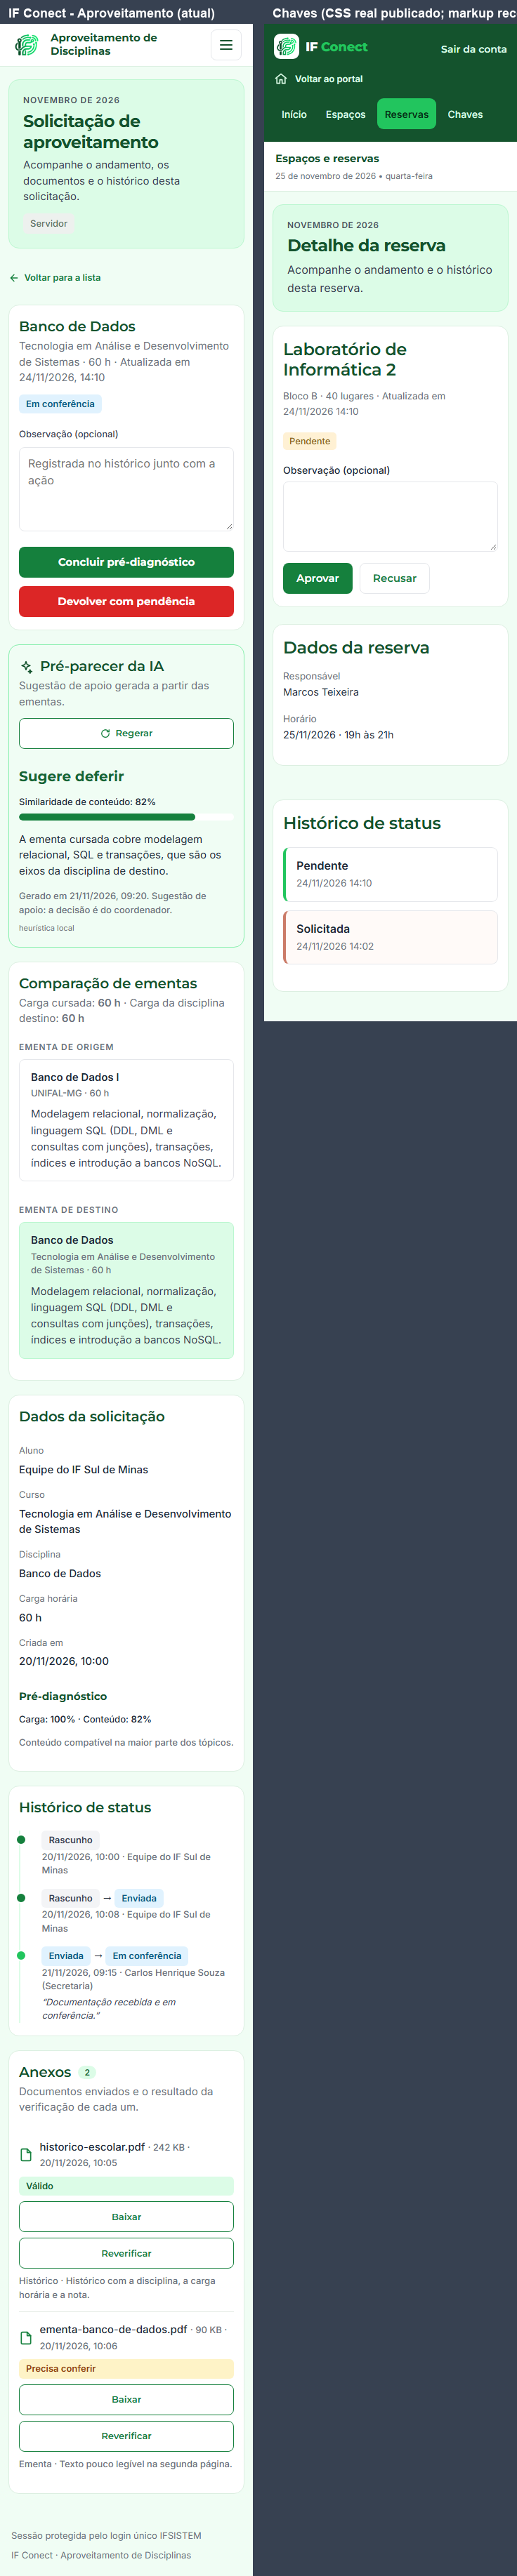 IF Conect - Aproveitamento (atual)
Aproveitamento de
Disciplinas
NOVEMBRO DE 2026
Solicitação de
aproveitamento
Acompanhe o andamento, os
documentos e o histórico desta
solicitação.
Servidor
Voltar para a lista
Banco de Dados
Tecnologia em Análise e Desenvolvimento
de Sistemas · 60 h · Atualizada em
24/11/2026, 14:10
Em conferência
Observação (opcional)
Registrada no histórico junto com a
ação
Concluir pré-diagnóstico
Devolver com pendência
Pré-parecer da IA
Sugestão de apoio gerada a partir das
ementas.
Regerar
Sugere deferir
Similaridade de conteúdo: 82%
A ementa cursada cobre modelagem
relacional, SQL e transações, que são os
eixos da disciplina de destino.
Gerado em 21/11/2026, 09:20. Sugestão de
apoio: a decisão é do coordenador.
heurística local
Comparação de ementas
Carga cursada: 60 h · Carga da disciplina
destino: 60 h
EMENTA DE ORIGEM
Banco de Dados I
UNIFAL-MG · 60 h
Modelagem relacional, normalização,
linguagem SQL (DDL, DML e
consultas com junções), transações,
índices e introdução a bancos NoSQL.
EMENTA DE DESTINO
Banco de Dados
Tecnologia em Análise e Desenvolvimento
de Sistemas · 60 h
Modelagem relacional, normalização,
linguagem SQL (DDL, DML e
consultas com junções), transações,
índices e introdução a bancos NoSQL.
Dados da solicitação
Aluno
Equipe do IF Sul de Minas
Curso
Tecnologia em Análise e Desenvolvimento
de Sistemas
Disciplina
Banco de Dados
Carga horária
60 h
Criada em
20/11/2026, 10:00
Pré-diagnóstico
Carga: 100% · Conteúdo: 82%
Conteúdo compatível na maior parte dos tópicos.
Histórico de status
Rascunho
20/11/2026, 10:00 · Equipe do IF Sul de
Minas
Rascunho → Enviada
20/11/2026, 10:08 · Equipe do IF Sul de
Minas
Enviada → Em conferência
21/11/2026, 09:15 · Carlos Henrique Souza
(Secretaria)
“Documentação recebida e em
conferência.”
Anexos 2
Documentos enviados e o resultado da
verificação de cada um.
historico-escolar.pdf · 242 KB ·
20/11/2026, 10:05
Válido
Baixar
Reverificar
Histórico · Histórico com a disciplina, a carga
horária e a nota.
ementa-banco-de-dados.pdf · 90 KB ·
20/11/2026, 10:06
Precisa conferir
Baixar
Reverificar
Ementa · Texto pouco legível na segunda página.
Sessão protegida pelo login único IFSISTEM
IF Conect · Aproveitamento de Disciplinas
Chaves (CSS real publicado; markup rec
IF Conect
Sair da conta
Voltar ao portal
Início Espaços Reservas Chaves
Espaços e reservas
25 de novembro de 2026 • quarta-feira
NOVEMBRO DE 2026
Detalhe da reserva
Acompanhe o andamento e o histórico
desta reserva.
Laboratório de
Informática 2
Bloco B · 40 lugares · Atualizada em
24/11/2026 14:10
Pendente
Observação (opcional)
Aprovar Recusar
Dados da reserva
Responsável
Marcos Teixeira
Horário
25/11/2026 · 19h às 21h
Histórico de status
Pendente
24/11/2026 14:10
Solicitada
24/11/2026 14:02